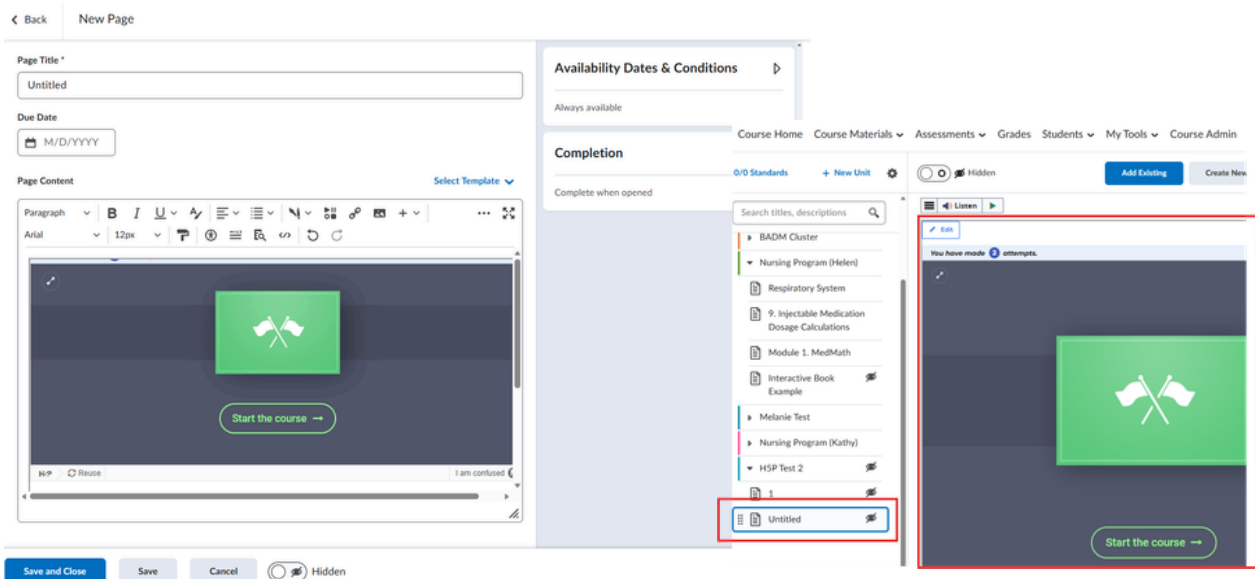 Back New Page
Page Title *
Untitled
Due Date
M/D/YYYY
Page Content Select Template
Paragraph B I U
Arial 12px
Start the course →
H5P Reuse I am confused
Save and Close Save Cancel Hidden
Availability Dates & Conditions
Always available
Completion
Complete when opened
Course Home Course Materials Assessments Grades Students My Tools Course Admin
0/0 Standards + New Unit Hidden Add Existing Create New
Search titles, descriptions
BADM Cluster
Nursing Program (Helen)
Respiratory System
9. Injectable Medication
Dosage Calculations
Module 1. MedMath
Interactive Book
Example
Melanie Test
Nursing Program (Kathy)
H5P Test 2
1
Untitled
Listen
Edit
You have made 2 attempts.
Start the course →